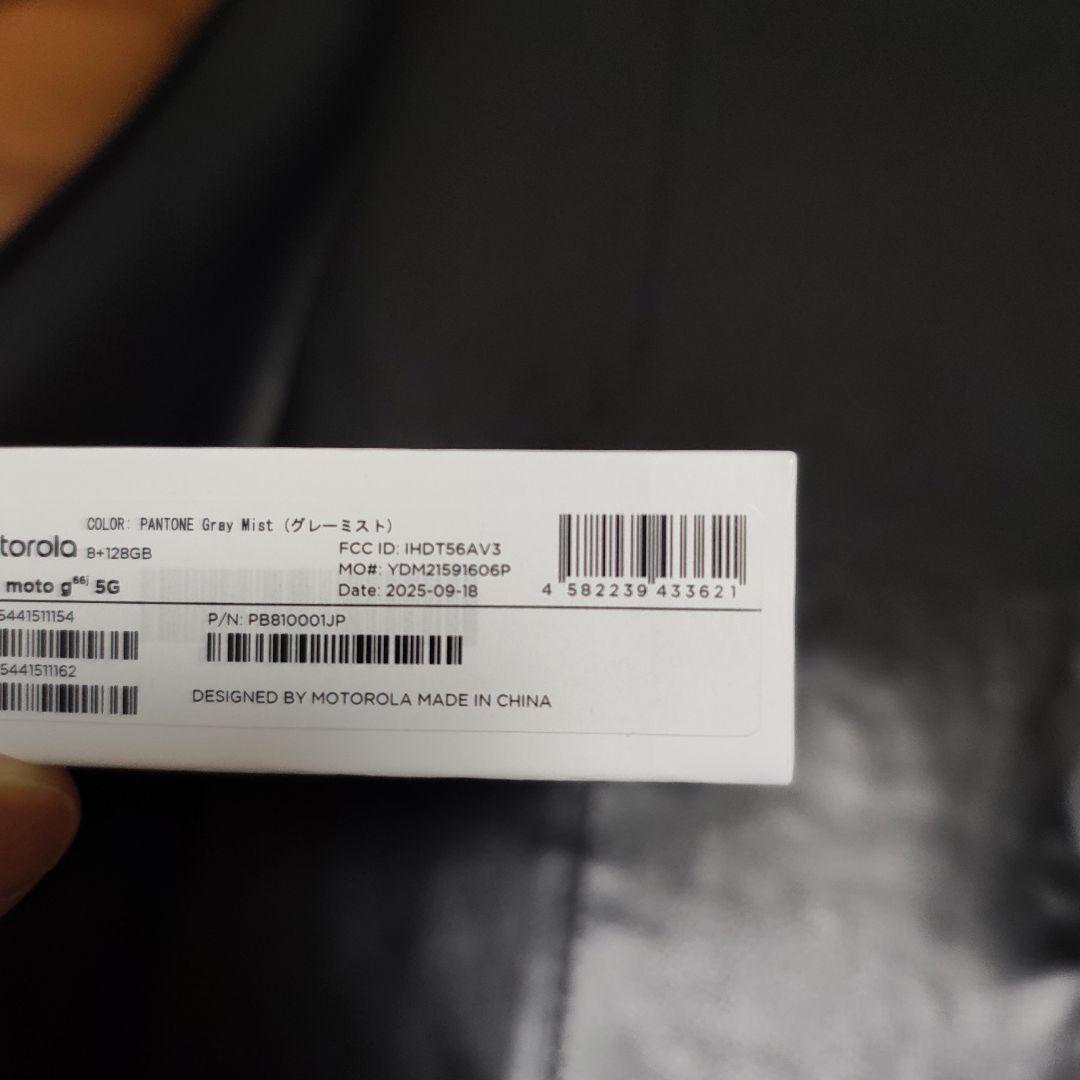 COLOR: PANTONE Gray Mist (グレーミスト)
torola 8+128GB
moto g66j 5G
FCC ID: IHDT56AV3
MO#: YDM21591606P
Date: 2025-09-18
4 582239 433621
5441511154
5441511162
P/N: PB810001JP
DESIGNED BY MOTOROLA MADE IN CHINA